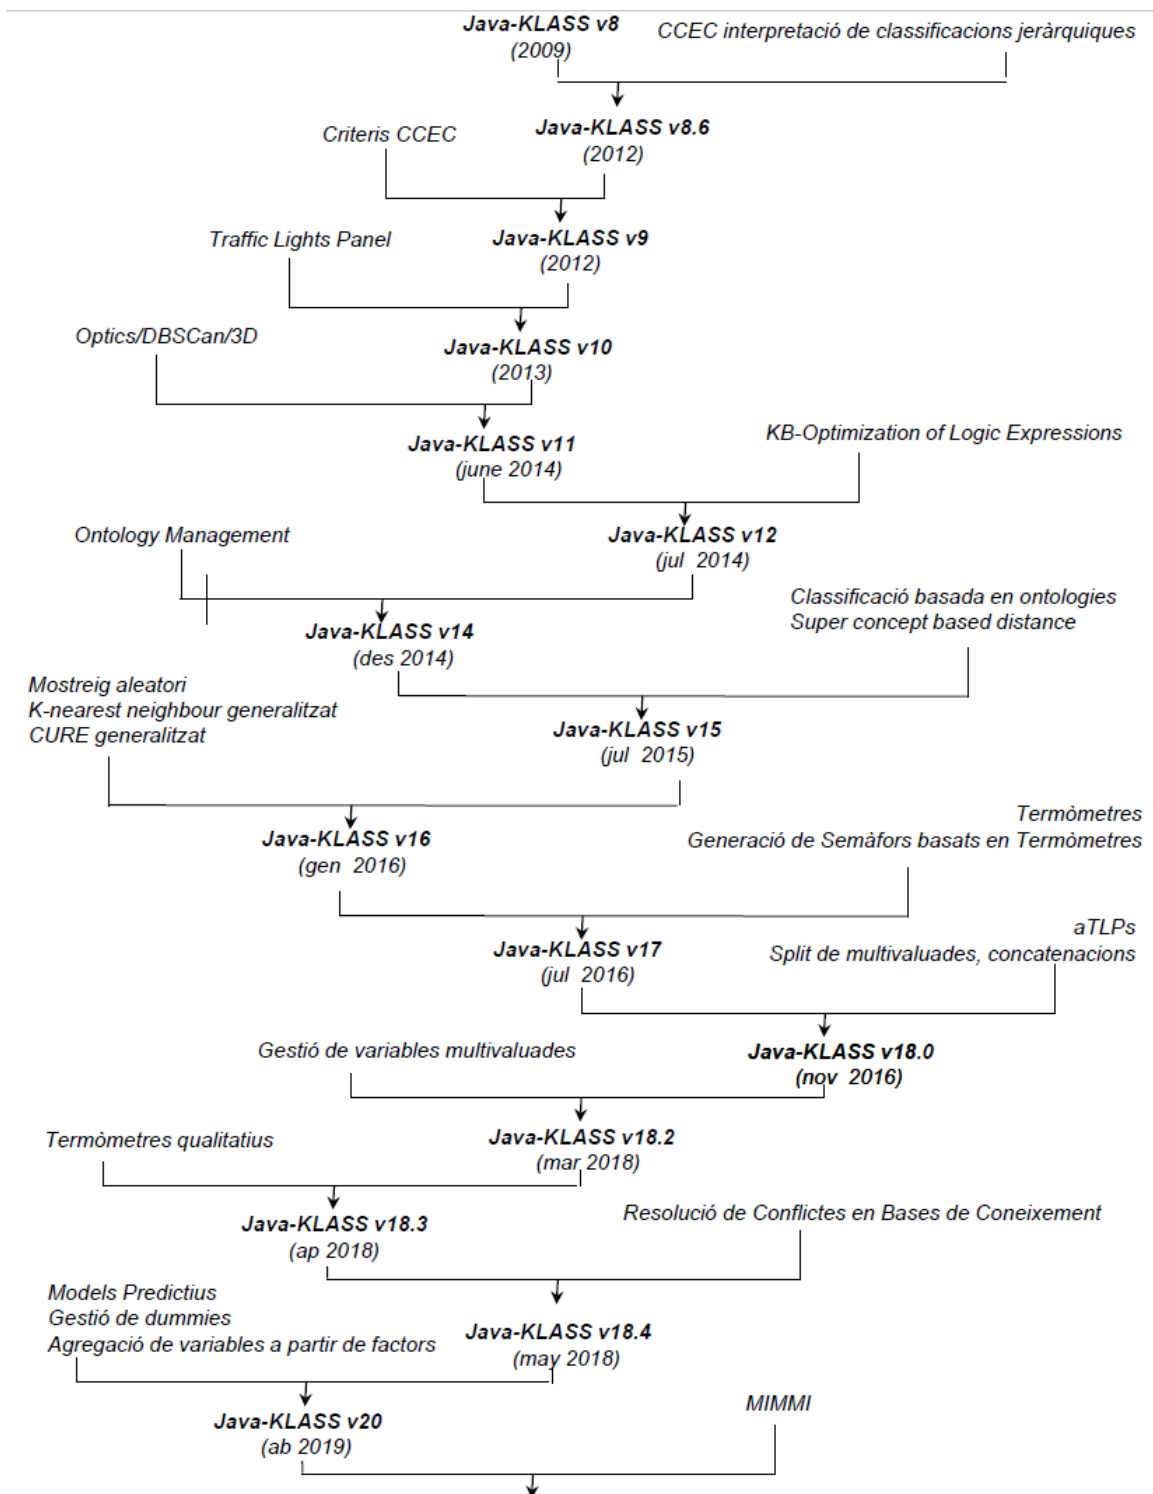 Java-KLASS v8
(2009)
CCEC interpretació de classificacions jeràrquiques
Java-KLASS v8.6
(2012)
Criteris CCEC
Java-KLASS v9
(2012)
Traffic Lights Panel
Java-KLASS v10
(2013)
Optics/DBSCan/3D
Java-KLASS v11
(june 2014)
KB-Optimization of Logic Expressions
Java-KLASS v12
(jul 2014)
Ontology Management
Java-KLASS v14
(des 2014)
Classificació basada en ontologies
Super concept based distance
Java-KLASS v15
(jul 2015)
Mostreig aleatori
K-nearest neighbour generalitzat
CURE generalitzat
Java-KLASS v16
(gen 2016)
Termòmetres
Generació de Semàfors basats en Termòmetres
Java-KLASS v17
(jul 2016)
aTLPs
Split de multivaluades, concatenacions
Java-KLASS v18.0
(nov 2016)
Gestió de variables multivaluades
Java-KLASS v18.2
(mar 2018)
Termòmetres qualitatius
Java-KLASS v18.3
(ap 2018)
Resolució de Conflictes en Bases de Coneixement
Java-KLASS v18.4
(may 2018)
Models Predictius
Gestió de dummies
Agregació de variables a partir de factors
Java-KLASS v20
(ab 2019)
MIMMI